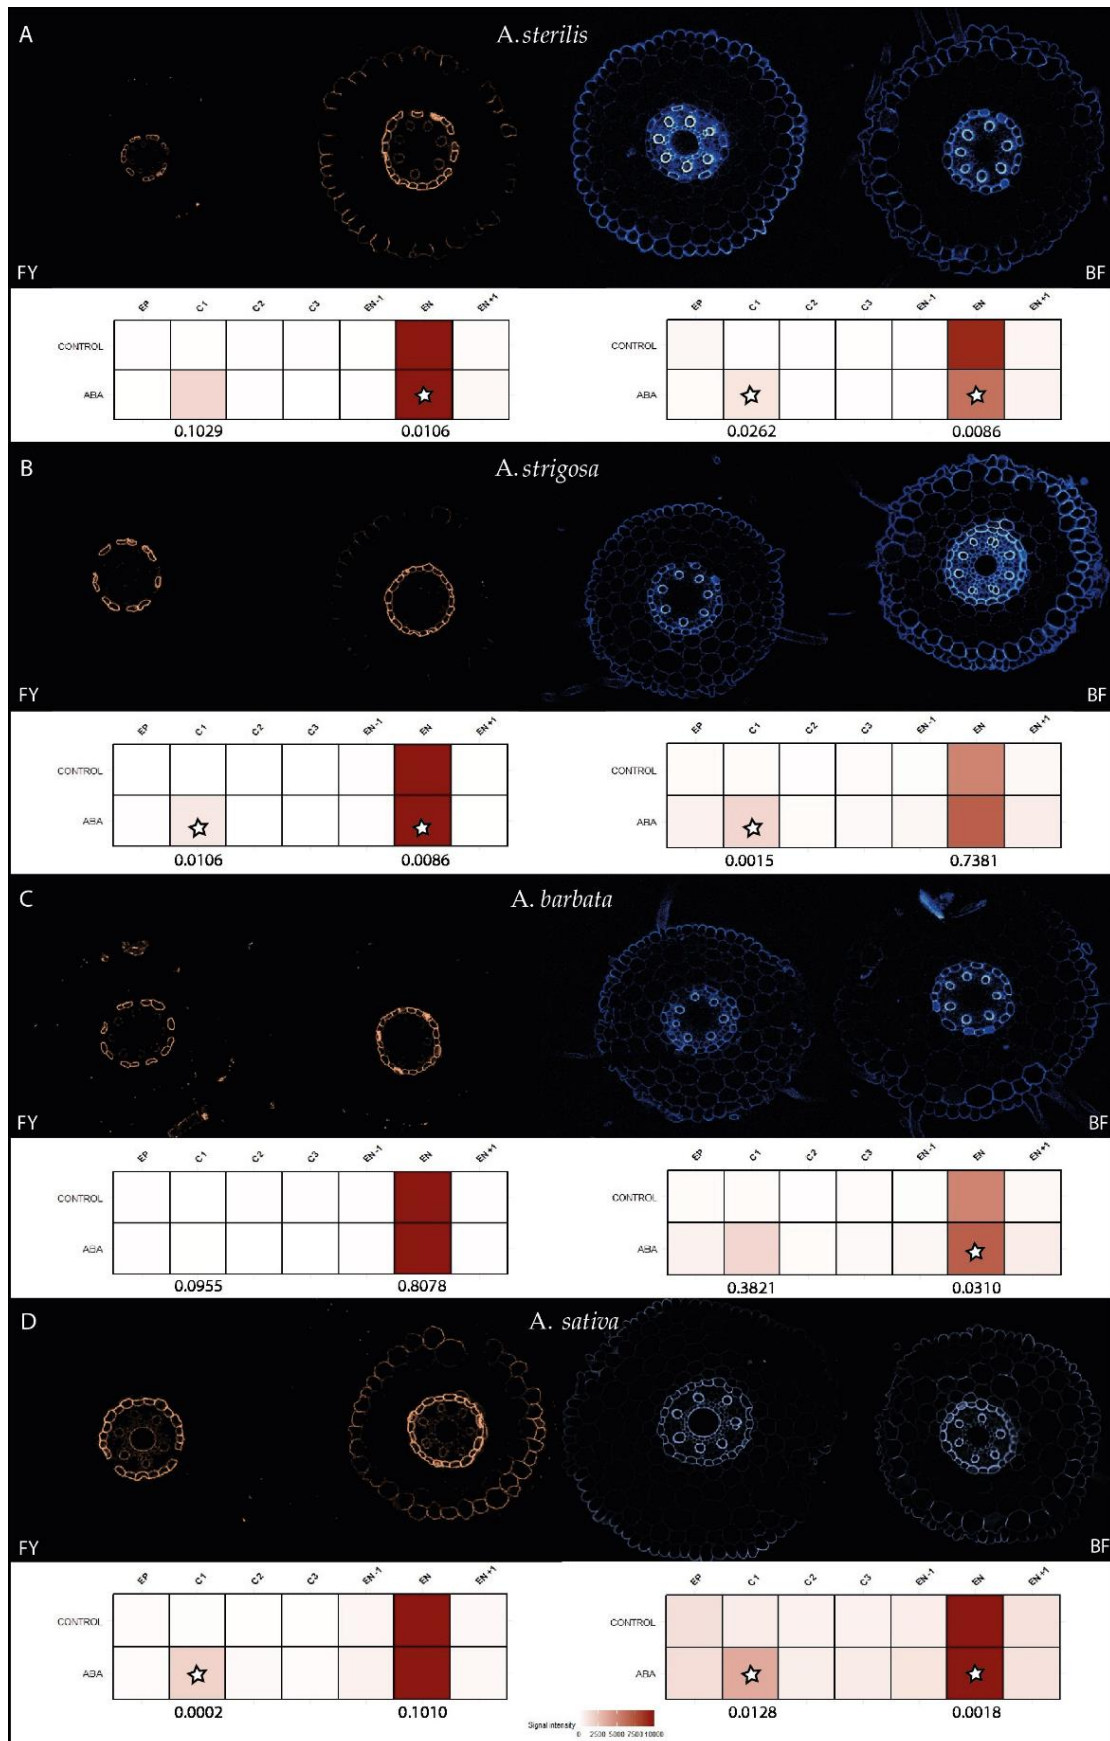 A
A. sterilis
FY
BF
EP C1 C2 C3 EN-1 EN EN+1
EP C1 C2 C3 EN-1 EN EN+1
CONTROL
CONTROL
ABA
ABA
0.1029 0.0106
0.0262 0.0086
B
A. strigosa
FY
BF
EP C1 C2 C3 EN-1 EN EN+1
EP C1 C2 C3 EN-1 EN EN+1
CONTROL
CONTROL
ABA
ABA
0.0106 0.0086
0.0015 0.7381
C
A. barbata
FY
BF
EP C1 C2 C3 EN-1 EN EN+1
EP C1 C2 C3 EN-1 EN EN+1
CONTROL
CONTROL
ABA
ABA
0.0955 0.8078
0.3821 0.0310
D
A. sativa
FY
BF
EP C1 C2 C3 EN-1 EN EN+1
EP C1 C2 C3 EN-1 EN EN+1
CONTROL
CONTROL
ABA
ABA
0.0002 0.1010
0.0128 0.0018
Signal intensity
0 2500 5000 7500 10000